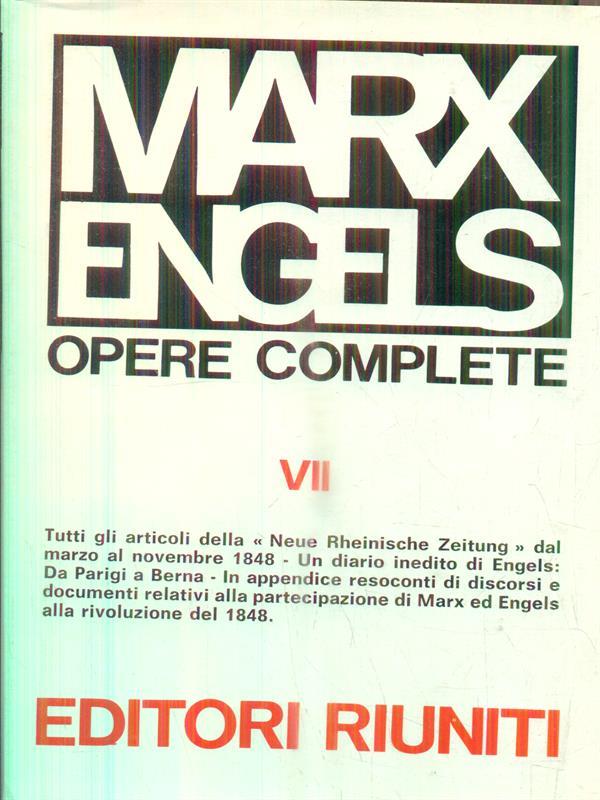 MARX
ENGELS
OPERE COMPLETE
VII
Tutti gli articoli della « Neue Rheinische Zeitung » dal
marzo al novembre 1848 - Un diario inedito di Engels:
Da Parigi a Berna - In appendice resoconti di discorsi e
documenti relativi alla partecipazione di Marx ed Engels
alla rivoluzione del 1848.
EDITORI RIUNITI